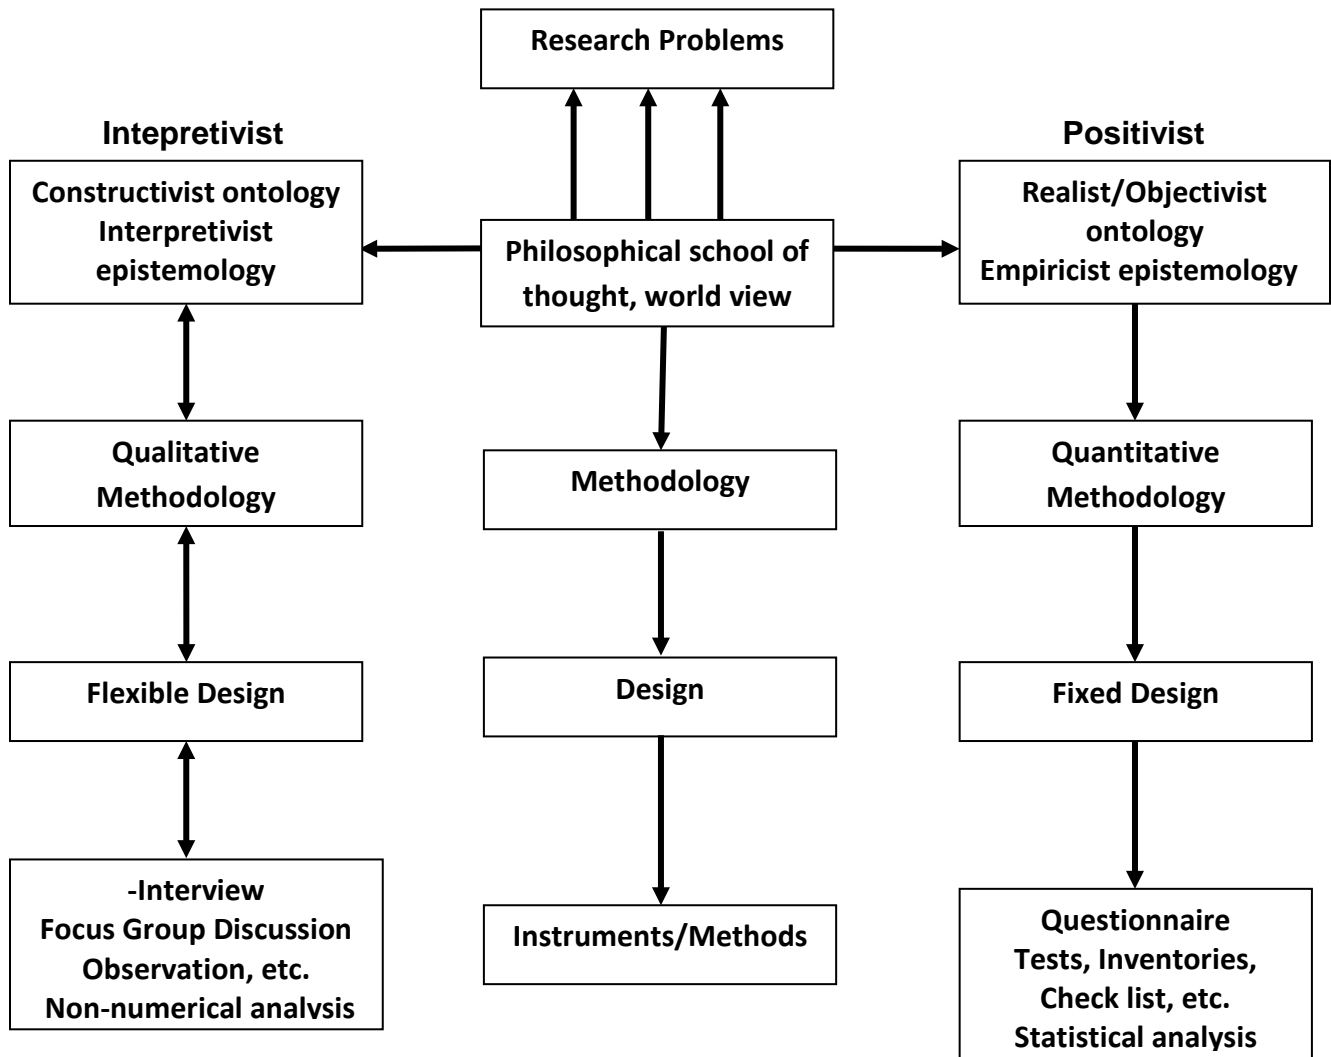 Research Problems
Intepretivist
Positivist
Constructivist ontology
Interpretivist
epistemology
Philosophical school of
thought, world view
Realist/Objectivist
ontology
Empiricist epistemology
Qualitative
Methodology
Methodology
Quantitative
Methodology
Flexible Design
Design
Fixed Design
-Interview
Focus Group Discussion
Observation, etc.
Non-numerical analysis
Instruments/Methods
Questionnaire
Tests, Inventories,
Check list, etc.
Statistical analysis